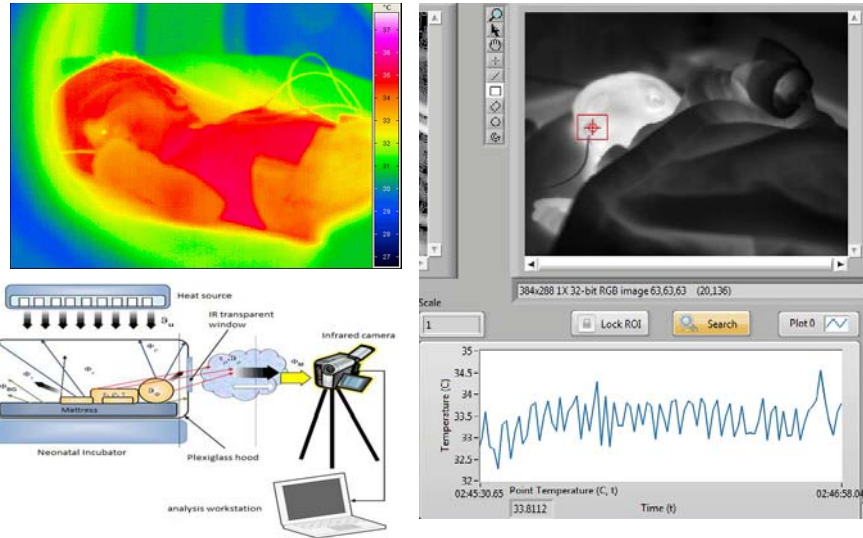 °C
37
36
35
34
33
32
31
30
29
28
27
Heat source
IR transparent
window
Infrared camera
Mattress
Neonatal Incubator
Plexiglass hood
analysis workstation
384x288 1X 32-bit RGB image 63,63,63 (20,136)
Scale
1
Lock ROI
Search
Plot 0
35
34.5
34
33.5
33
32.5
32
Temperature (C)
02:45:30.65
02:46:58.04
Point Temperature (C, t)
33.8112
Time (t)